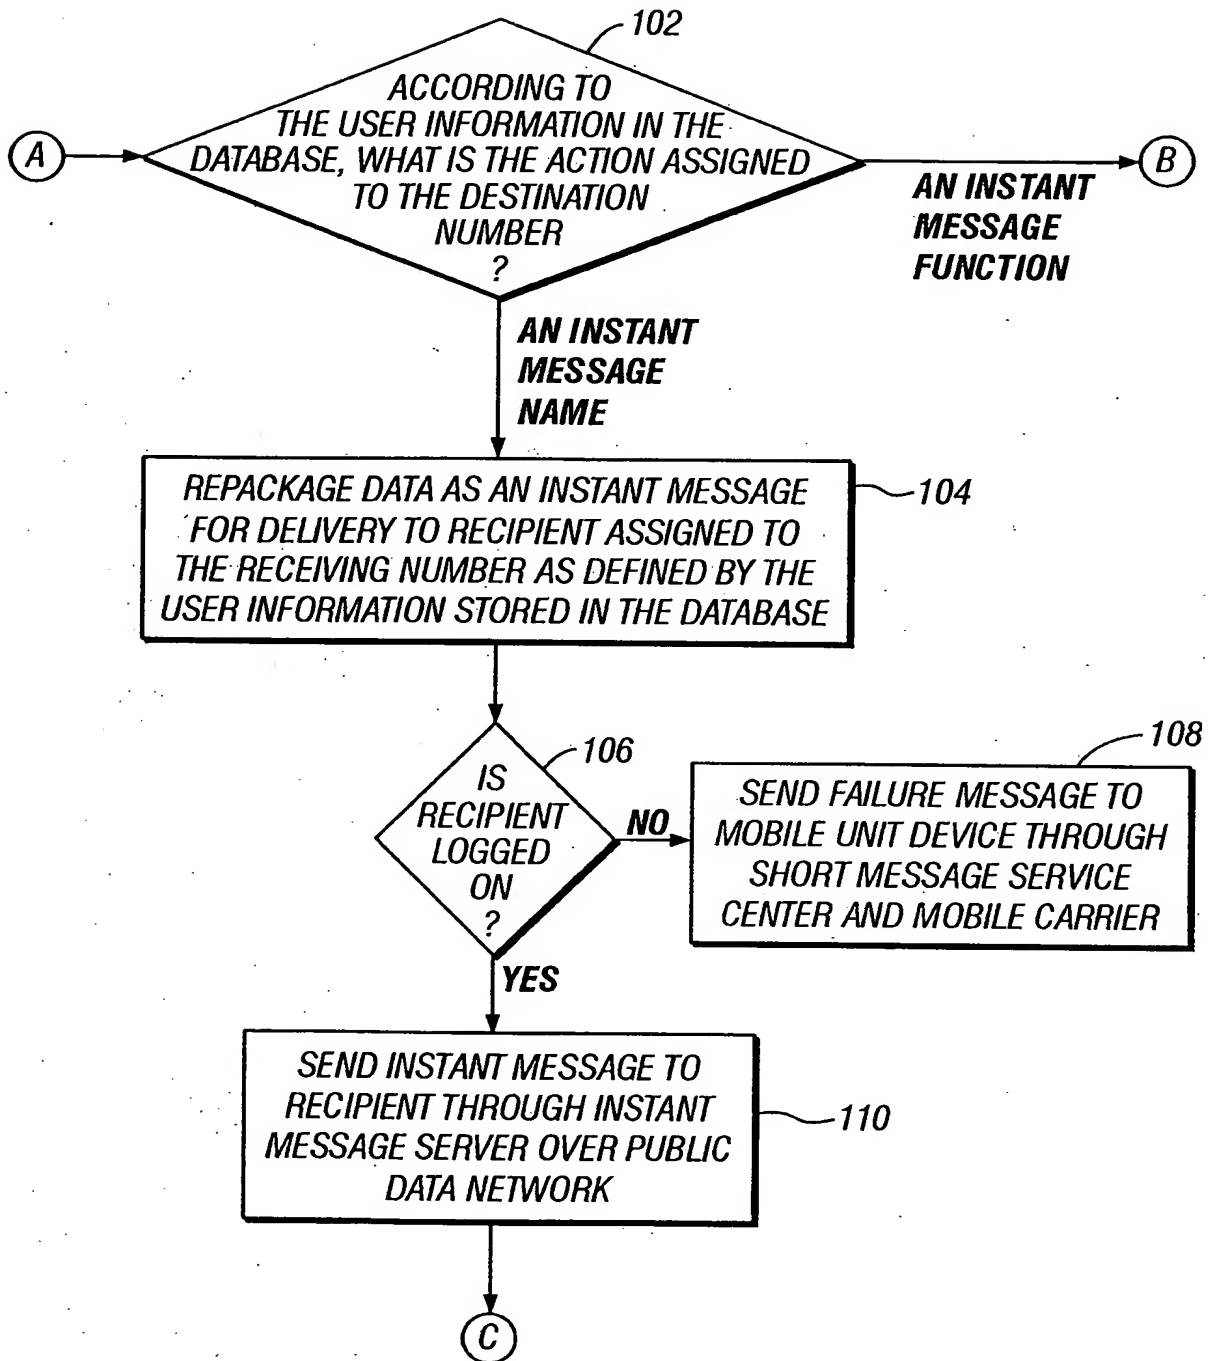 102
ACCORDING TO
THE USER INFORMATION IN THE
DATABASE, WHAT IS THE ACTION ASSIGNED
TO THE DESTINATION
NUMBER
?
A
B
AN INSTANT
MESSAGE
FUNCTION
AN INSTANT
MESSAGE
NAME
REPACKAGE DATA AS AN INSTANT MESSAGE
FOR DELIVERY TO RECIPIENT ASSIGNED TO
THE RECEIVING NUMBER AS DEFINED BY THE
USER INFORMATION STORED IN THE DATABASE
104
IS
RECIPIENT
LOGGED
ON
?
106
NO
108
SEND FAILURE MESSAGE TO
MOBILE UNIT DEVICE THROUGH
SHORT MESSAGE SERVICE
CENTER AND MOBILE CARRIER
YES
SEND INSTANT MESSAGE TO
RECIPIENT THROUGH INSTANT
MESSAGE SERVER OVER PUBLIC
DATA NETWORK
110
C